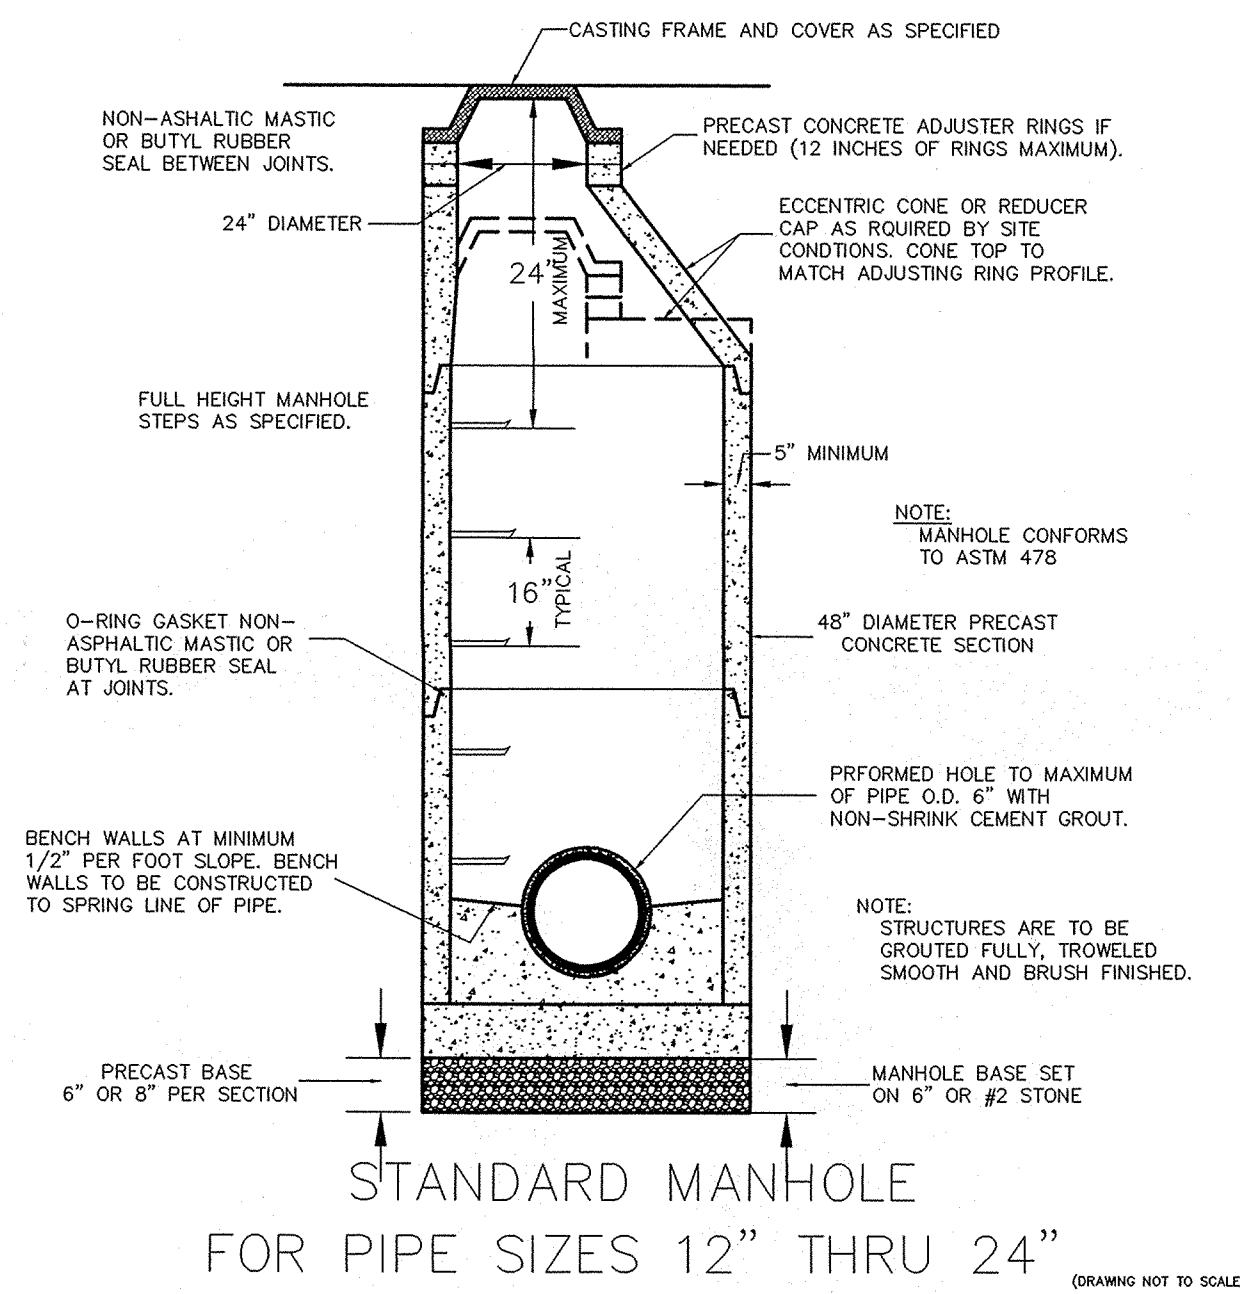 CASTING FRAME AND COVER AS SPECIFIED
NON-ASHALTIC MASTIC
OR BUTYL RUBBER
SEAL BETWEEN JOINTS.
PRECAST CONCRETE ADJUSTER RINGS IF
NEEDED (12 INCHES OF RINGS MAXIMUM).
24" DIAMETER
ECCENTRIC CONE OR REDUCER
CAP AS RQUIRED BY SITE
CONDTIONS. CONE TOP TO
MATCH ADJUSTING RING PROFILE.
24"
MAXIMUM
FULL HEIGHT MANHOLE
STEPS AS SPECIFIED.
5" MINIMUM
NOTE:
MANHOLE CONFORMS
TO ASTM 478
16"
TYPICAL
O-RING GASKET NON-
ASPHALTIC MASTIC OR
BUTYL RUBBER SEAL
AT JOINTS.
48" DIAMETER PRECAST
CONCRETE SECTION
PRFORMED HOLE TO MAXIMUM
OF PIPE O.D. 6" WITH
NON-SHRINK CEMENT GROUT.
BENCH WALLS AT MINIMUM
1/2" PER FOOT SLOPE. BENCH
WALLS TO BE CONSTRUCTED
TO SPRING LINE OF PIPE.
NOTE:
STRUCTURES ARE TO BE
GROUTED FULLY, TROWELED
SMOOTH AND BRUSH FINISHED.
PRECAST BASE
6" OR 8" PER SECTION
MANHOLE BASE SET
ON 6" OR #2 STONE
STANDARD MANHOLE
FOR PIPE SIZES 12" THRU 24"
(DRAWING NOT TO SCALE